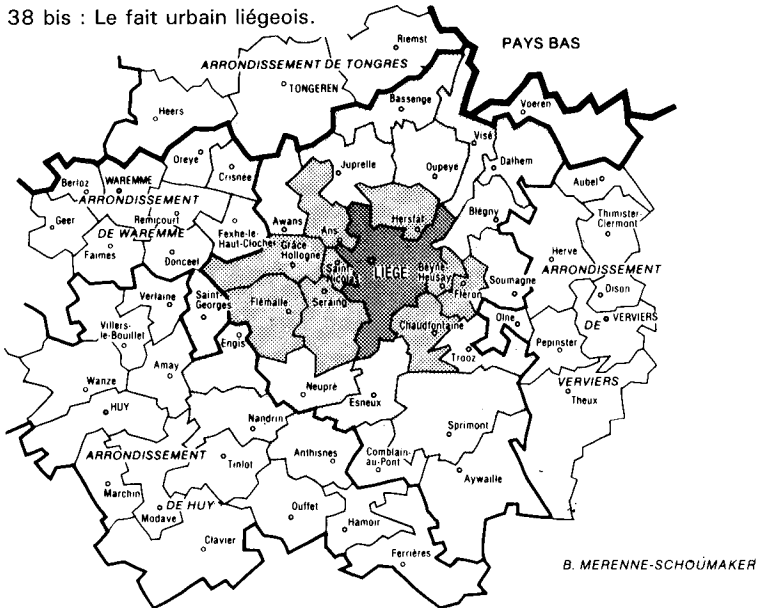 38 bis : Le fait urbain liégeois.
Riemst
PAYS BAS
ARRONDISSEMENT DE TONGRES
TONGEREN
Bassenge
Voeren
Heers
Visé
Oreye
Juprelle
Oupeye
Dalhem
Crisnée
Aubel
Berloz
WAREMME
ARRONDISSEMENT
Remicourt
Geer
Awans
Herstal
Blégny
Thimister-
Clermont
Fexhe-le-
Haut-Clocher
Ans
DE WAREMME
Grâce
Hollogne
Herve
Faimes
Donceel
Saint
Nicolas
LIÈGE
Beyne-
Heusay
ARRONDISSEMENT
Soumagne
Fléron
Dison
Verlaine
Saint-
Georges
Flémalle
Seraing
DE
VERVIERS
Villers-
le-Bouillet
Engis
Chaudfontaine
Olne
Pepinster
Amay
Trooz
Wanze
Neupré
VERVIERS
Esneux
Theux
HUY
Nandrin
Sprimont
ARRONDISSEMENT
Anthisnes
Tinlot
Comblain-
au-Pont
Aywaille
Marchin
DE HUY
Modave
Ouffet
Hamoir
Clavier
Ferrières
B. MERENNE-SCHOUMAKER